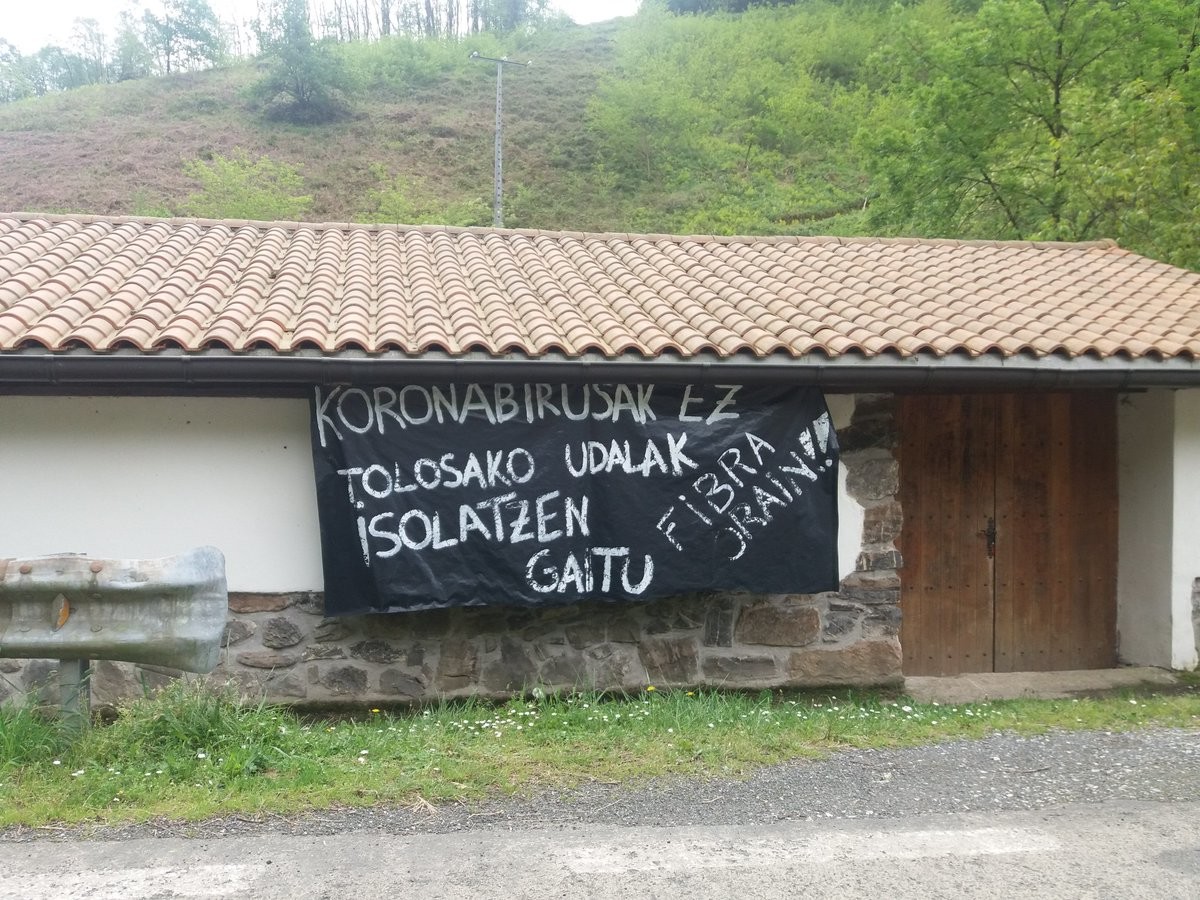 KORONABIRUSAK EZ
TOLOSAKO UDALAK
ISOLATZEN
GAITU
FIBRA
ORAIN!!